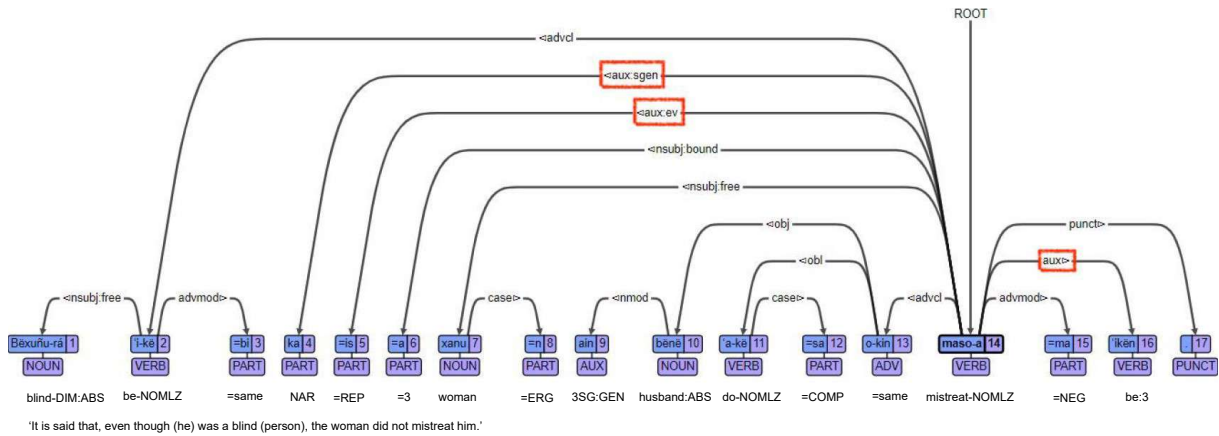 ROOT
<advcl
<aux:sgen
<aux:ev
<nsubj:bound
<nsubj:free
<obj punct>
<obl aux>
<nsubj:free advmod> case> <nmod case> <advcl advmod>
Bëxuñu-rá 1 'i-kë 2 =bi 3 ka 4 =is 5 =a 6 xanu 7 =n 8 ain 9 bënë 10 'a-kë 11 =sa 12 o-kin 13 maso-a 14 =ma 15 'ikën 16 . 17
NOUN VERB PART PART PART PART NOUN PART AUX NOUN VERB PART ADV VERB PART VERB PUNCT
blind-DIM:ABS be-NOMLZ =same NAR =REP =3 woman =ERG 3SG:GEN husband:ABS do-NOMLZ =COMP =same mistreat-NOMLZ =NEG be:3
'It is said that, even though (he) was a blind (person), the woman did not mistreat him.'